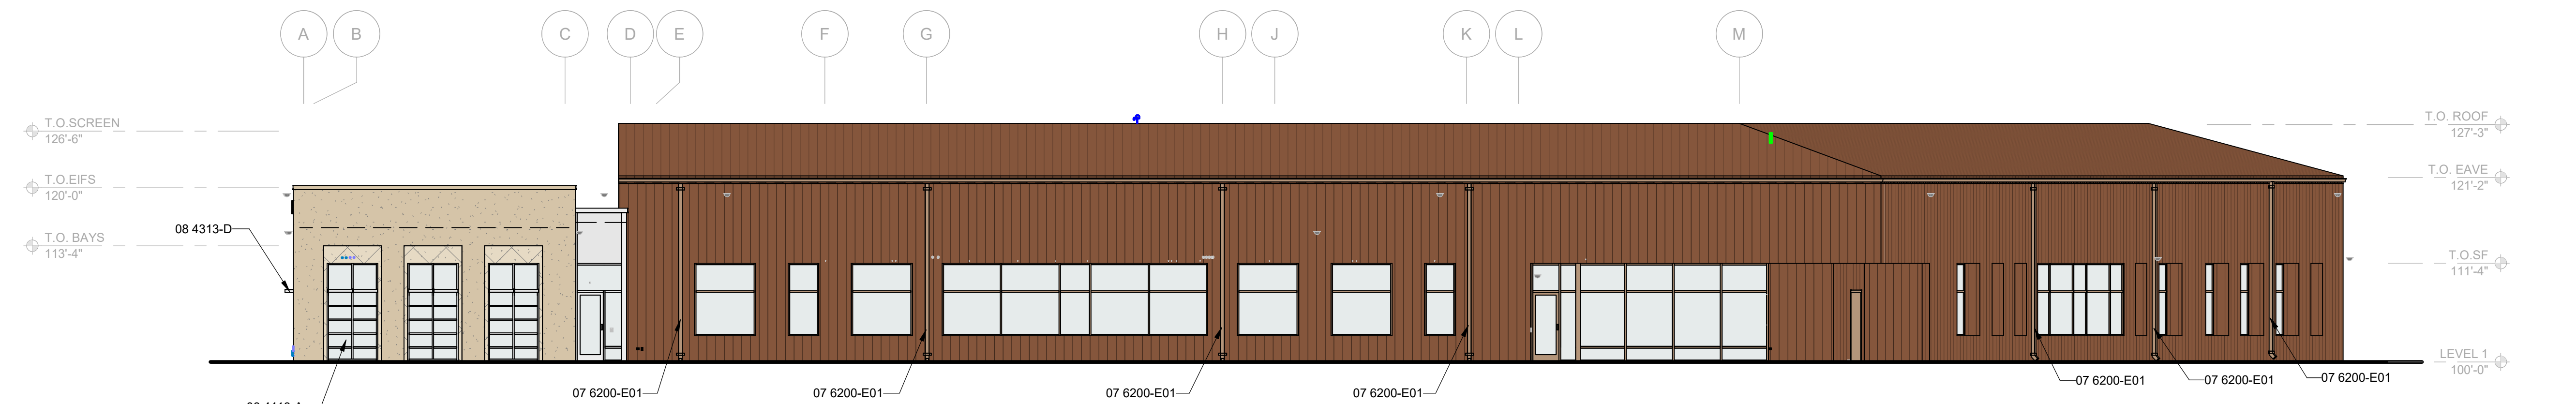 A B C D E F G H J K L M
T.O.SCREEN
126'-6"
T.O. ROOF
127'-3"
T.O.EIFS
120'-0"
T.O. EAVE
121'-2"
08 4313-D
T.O. BAYS
113'-4"
T.O.SF
111'-4"
LEVEL 1
100'-0"
07 6200-E01
07 6200-E01
07 6200-E01
07 6200-E01
07 6200-E01
07 6200-E01
07 6200-E01